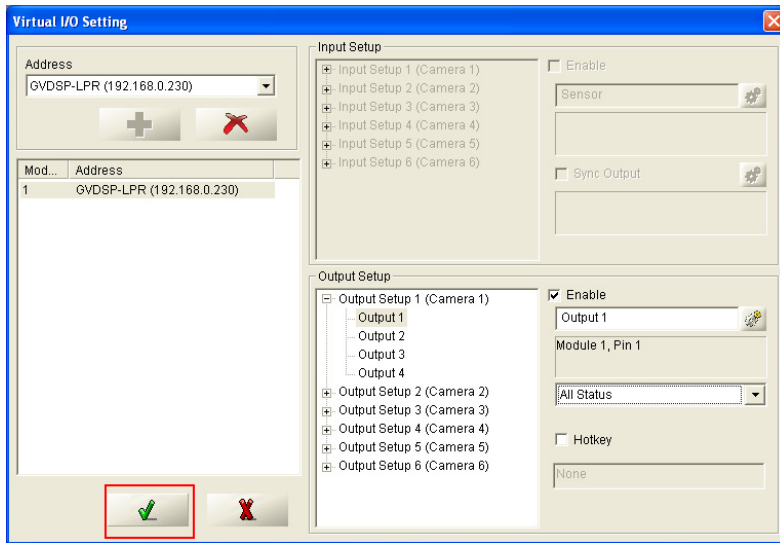 Virtual I/O Setting
Address
GVDSP-LPR (192.168.0.230)
Mod... Address
1 GVDSP-LPR (192.168.0.230)
Input Setup
Input Setup 1 (Camera 1)
Input Setup 2 (Camera 2)
Input Setup 3 (Camera 3)
Input Setup 4 (Camera 4)
Input Setup 5 (Camera 5)
Input Setup 6 (Camera 6)
Enable
Sensor
Sync Output
Output Setup
Output Setup 1 (Camera 1)
Output 1
Output 2
Output 3
Output 4
Output Setup 2 (Camera 2)
Output Setup 3 (Camera 3)
Output Setup 4 (Camera 4)
Output Setup 5 (Camera 5)
Output Setup 6 (Camera 6)
Enable
Output 1
Module 1, Pin 1
All Status
Hotkey
None